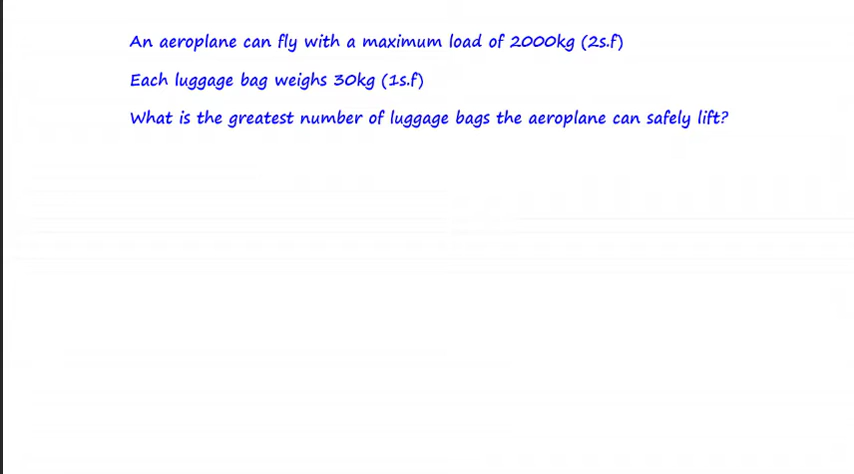 An aeroplane can fly with a maximum load of 2000kg (2s.f)
Each luggage bag weighs 30kg (1s.f)
What is the greatest number of luggage bags the aeroplane can safely lift?